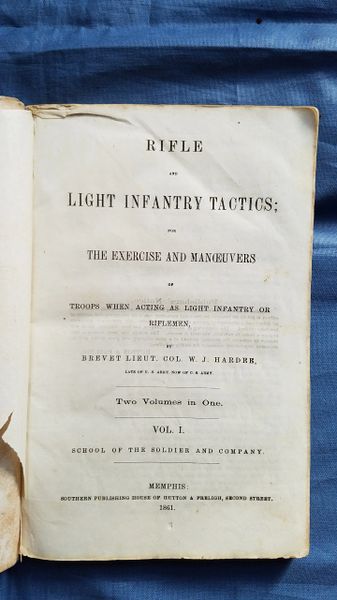 RIFLE
AND
LIGHT INFANTRY TACTICS;
FOR
THE EXERCISE AND MANŒUVERS
OF
TROOPS WHEN ACTING AS LIGHT INFANTRY OR
RIFLEMEN,
BY
BREVET LIEUT. COL. W. J. HARDEE,
LATE OF U. S. ARMY, NOW OF C. S. ARMY.
Two Volumes in One.
VOL. I.
SCHOOL OF THE SOLDIER AND COMPANY.
MEMPHIS:
SOUTHERN PUBLISHING HOUSE OF HUTTON & FRELIGH, SECOND STREET.
1861.